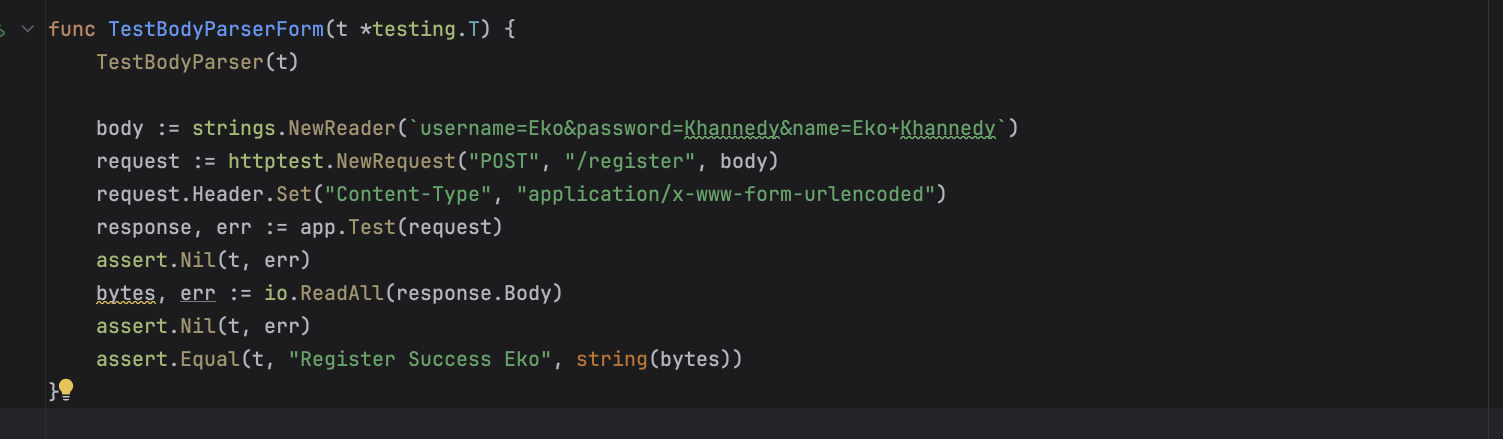 func TestBodyParserForm(t *testing.T) {
    TestBodyParser(t)

    body := strings.NewReader(`username=Eko&password=Khannedy&name=Eko+Khannedy`)
    request := httptest.NewRequest("POST", "/register", body)
    request.Header.Set("Content-Type", "application/x-www-form-urlencoded")
    response, err := app.Test(request)
    assert.Nil(t, err)
    bytes, err := io.ReadAll(response.Body)
    assert.Nil(t, err)
    assert.Equal(t, "Register Success Eko", string(bytes))
}